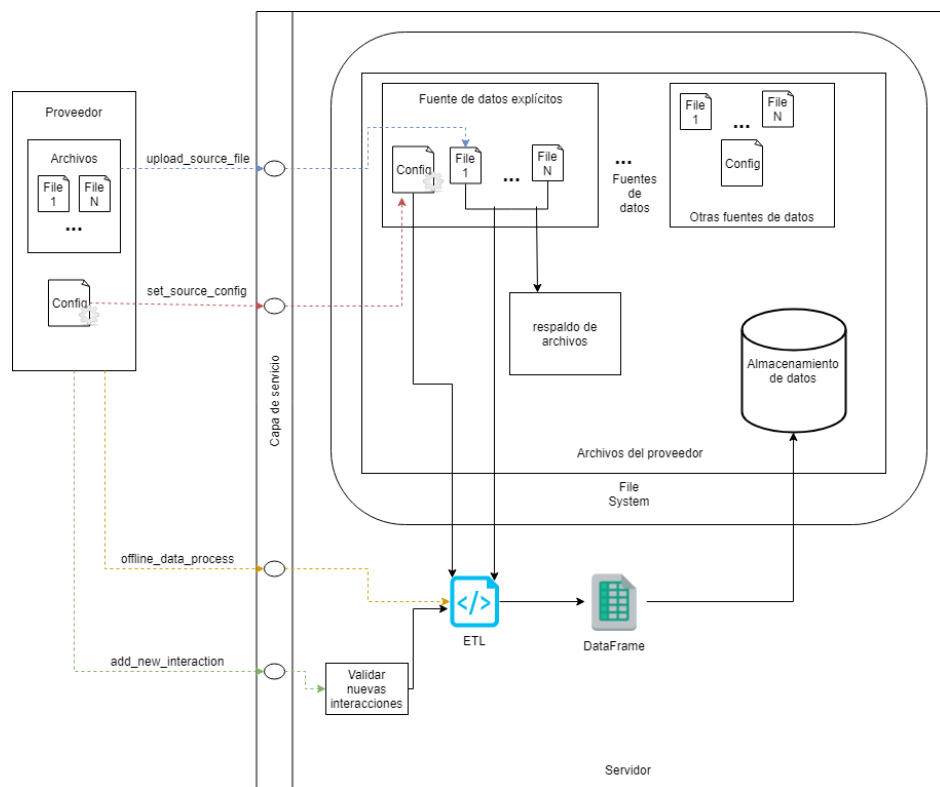 Proveedor
Archivos
File
1
File
N
...
Config
upload_source_file
set_source_config
offline_data_process
add_new_interaction
Capa de servicio
Fuente de datos explícitos
Config
File
1
...
File
N
...
Fuentes
de
datos
File
1
...
File
N
Config
Otras fuentes de datos
respaldo de
archivos
Almacenamiento
de datos
Archivos del proveedor
File
System
</>
ETL
DataFrame
Validar
nuevas
interacciones
Servidor